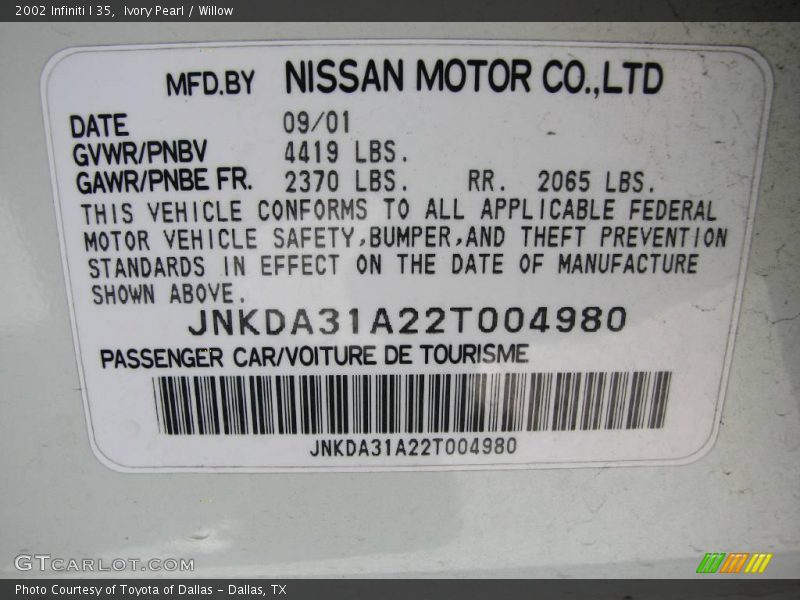 2002 Infiniti I 35, Ivory Pearl / Willow
MFD.BY NISSAN MOTOR CO.,LTD
DATE 09/01
GVWR/PNBV 4419 LBS.
GAWR/PNBE FR. 2370 LBS. RR. 2065 LBS.
THIS VEHICLE CONFORMS TO ALL APPLICABLE FEDERAL
MOTOR VEHICLE SAFETY,BUMPER,AND THEFT PREVENTION
STANDARDS IN EFFECT ON THE DATE OF MANUFACTURE
SHOWN ABOVE.
JNKDA31A22T004980
PASSENGER CAR/VOITURE DE TOURISME
JNKDA31A22T004980
GTCARLOT.COM
Photo Courtesy of Toyota of Dallas - Dallas, TX